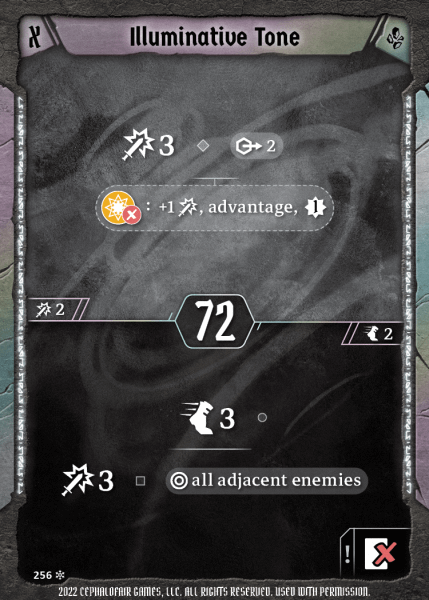 Illuminative Tone
3
2
: +1 , advantage, 1
2
72
2
3
3 all adjacent enemies
!
256
2022 CEPHALOFAIR GAMES, LLC. ALL RIGHTS RESERVED. USED WITH PERMISSION.